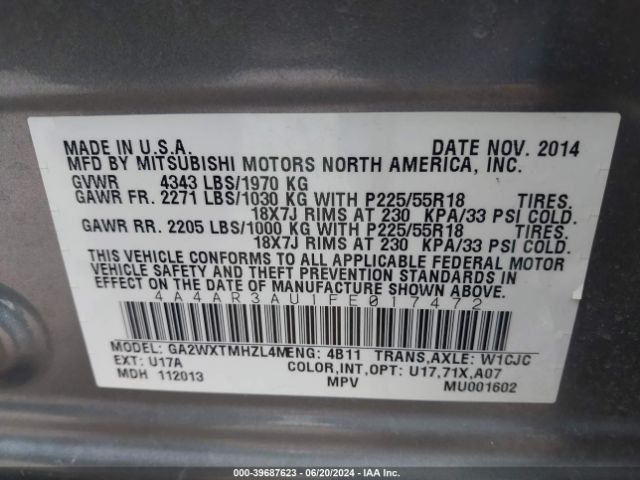 MADE IN U.S.A. DATE NOV. 2014
MFD BY MITSUBISHI MOTORS NORTH AMERICA, INC.
GVWR 4343 LBS/1970 KG
GAWR FR. 2271 LBS/1030 KG WITH P225/55R18 TIRES.
18X7J RIMS AT 230 KPA/33 PSI COLD.
GAWR RR. 2205 LBS/1000 KG WITH P225/55R18 TIRES.
18X7J RIMS AT 230 KPA/33 PSI COLD.
THIS VEHICLE CONFORMS TO ALL APPLICABLE FEDERAL MOTOR
VEHICLE SAFETY AND THEFT PREVENTION STANDARDS IN
EFFECT ON THE DATE OF MANUFACTURE SHOWN ABOVE.
4A4AR3AU1FE017472
MODEL: GA2WXTMHZL4M ENG: 4B11 TRANS,AXLE: W1CJC
EXT: U17A COLOR,INT,OPT: U17,71X,A07
MDH 112013 MPV MU001602
000-39687623 - 06/20/2024 - IAA Inc.